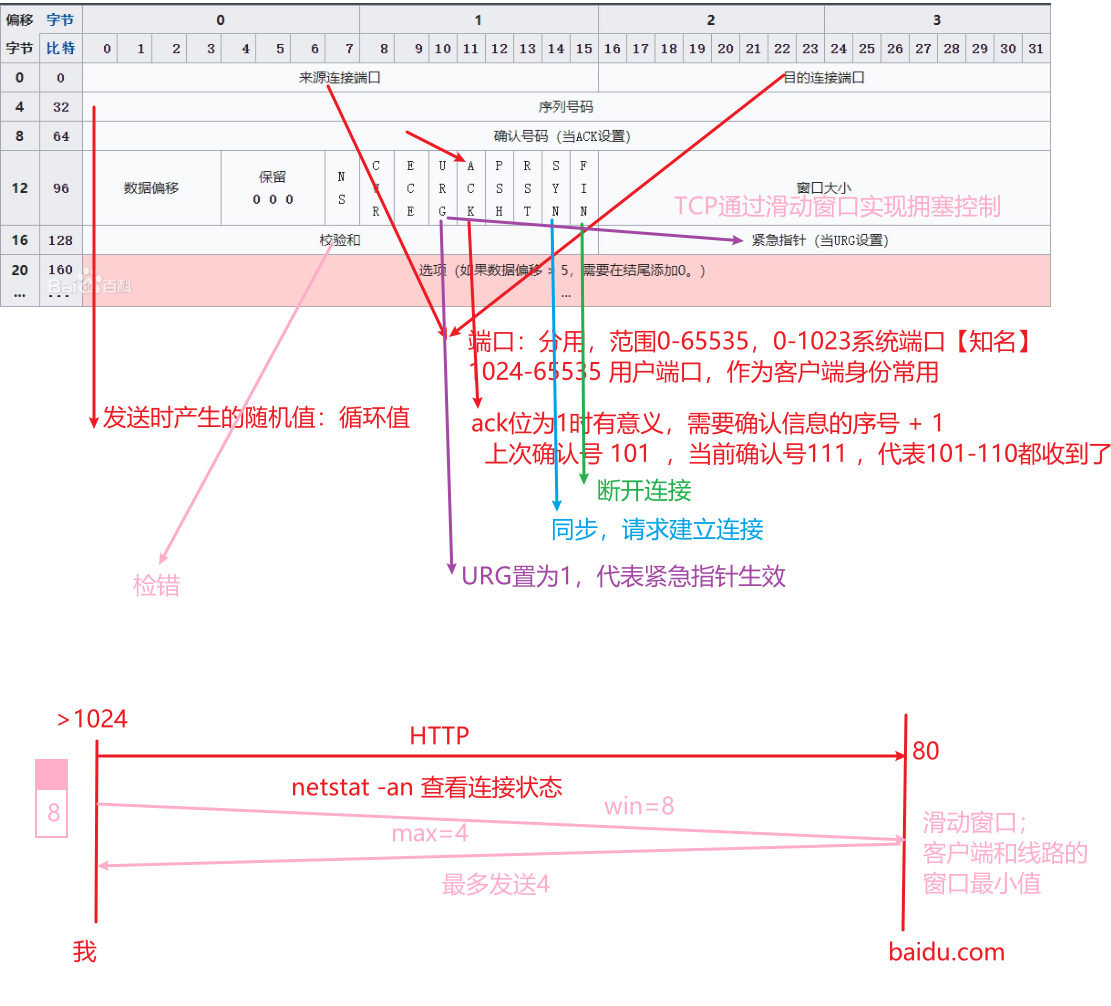 偏移 字节 0 1 2 3
字节 比特 0 1 2 3 4 5 6 7 8 9 10 11 12 13 14 15 16 17 18 19 20 21 22 23 24 25 26 27 28 29 30 31
0 0 来源连接端口 目的连接端口
4 32 序列号码
8 64 确认号码（当ACK设置）
12 96 数据偏移 保留 0 0 0 NS CWR ECE URG ACK PSH RST SYN FIN 窗口大小
TCP通过滑动窗口实现拥塞控制
16 128 校验和 紧急指针（当URG设置）
20 160 选项（如果数据偏移 > 5，需要在结尾添加0。）
... ... ...
Bai百科
端口：分用，范围0-65535，0-1023系统端口【知名】
1024-65535 用户端口，作为客户端身份常用
发送时产生的随机值：循环值
ack位为1时有意义，需要确认信息的序号 + 1
上次确认号 101 ，当前确认号111 ，代表101-110都收到了
断开连接
同步，请求建立连接
URG置为1，代表紧急指针生效
检错
>1024
HTTP
80
netstat -an 查看连接状态
win=8
8
max=4
滑动窗口；
客户端和线路的
窗口最小值
最多发送4
我
baidu.com